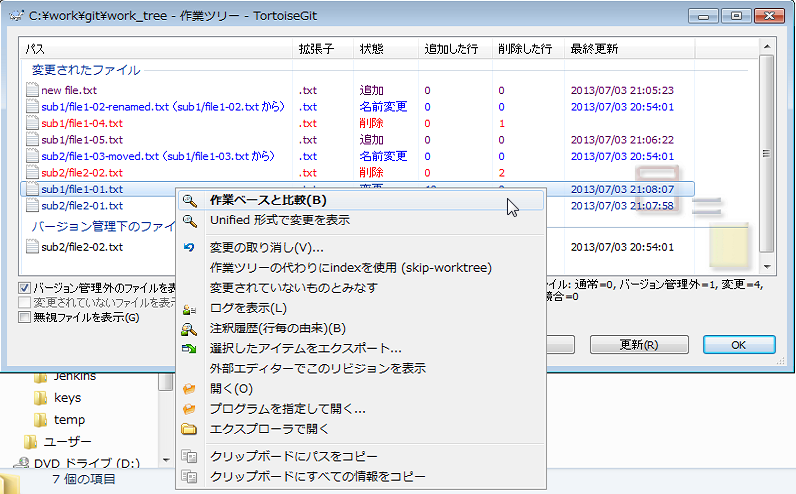 C:¥work¥git¥work_tree - 作業ツリー - TortoiseGit
パス 拡張子 状態 追加した行 削除した行 最終更新
変更されたファイル
new file.txt .txt 追加 0 0 2013/07/03 21:05:23
sub1/file1-02-renamed.txt (sub1/file1-02.txt から) .txt 名前変更 0 0 2013/07/03 20:54:01
sub1/file1-04.txt .txt 削除 0 1
sub1/file1-05.txt .txt 追加 0 0 2013/07/03 21:06:22
sub2/file1-03-moved.txt (sub1/file1-03.txt から) .txt 名前変更 0 0 2013/07/03 20:54:01
sub2/file2-02.txt .txt 削除 0 2
sub1/file1-01.txt 2013/07/03 21:08:07
sub2/file2-01.txt 2013/07/03 21:07:58
バージョン管理下のファイ
sub2/file2-02.txt 2013/07/03 20:54:01
バージョン管理外のファイルを表
変更されていないファイルを表示
無視ファイルを表示(G)
イル: 通常=0, バージョン管理外=1, 変更=4,
競合=0
更新(R)
OK
作業ベースと比較(B)
Unified 形式で変更を表示
変更の取り消し(V)...
作業ツリーの代わりにindexを使用 (skip-worktree)
変更されていないものとみなす
ログを表示(L)
注釈履歴(行毎の由来)(B)
選択したアイテムをエクスポート...
外部エディターでこのリビジョンを表示
開く(O)
プログラムを指定して開く...
エクスプローラで開く
クリップボードにパスをコピー
クリップボードにすべての情報をコピー
Jenkins
keys
temp
ユーザー
DVD ドライブ (D:)
7 個の項目